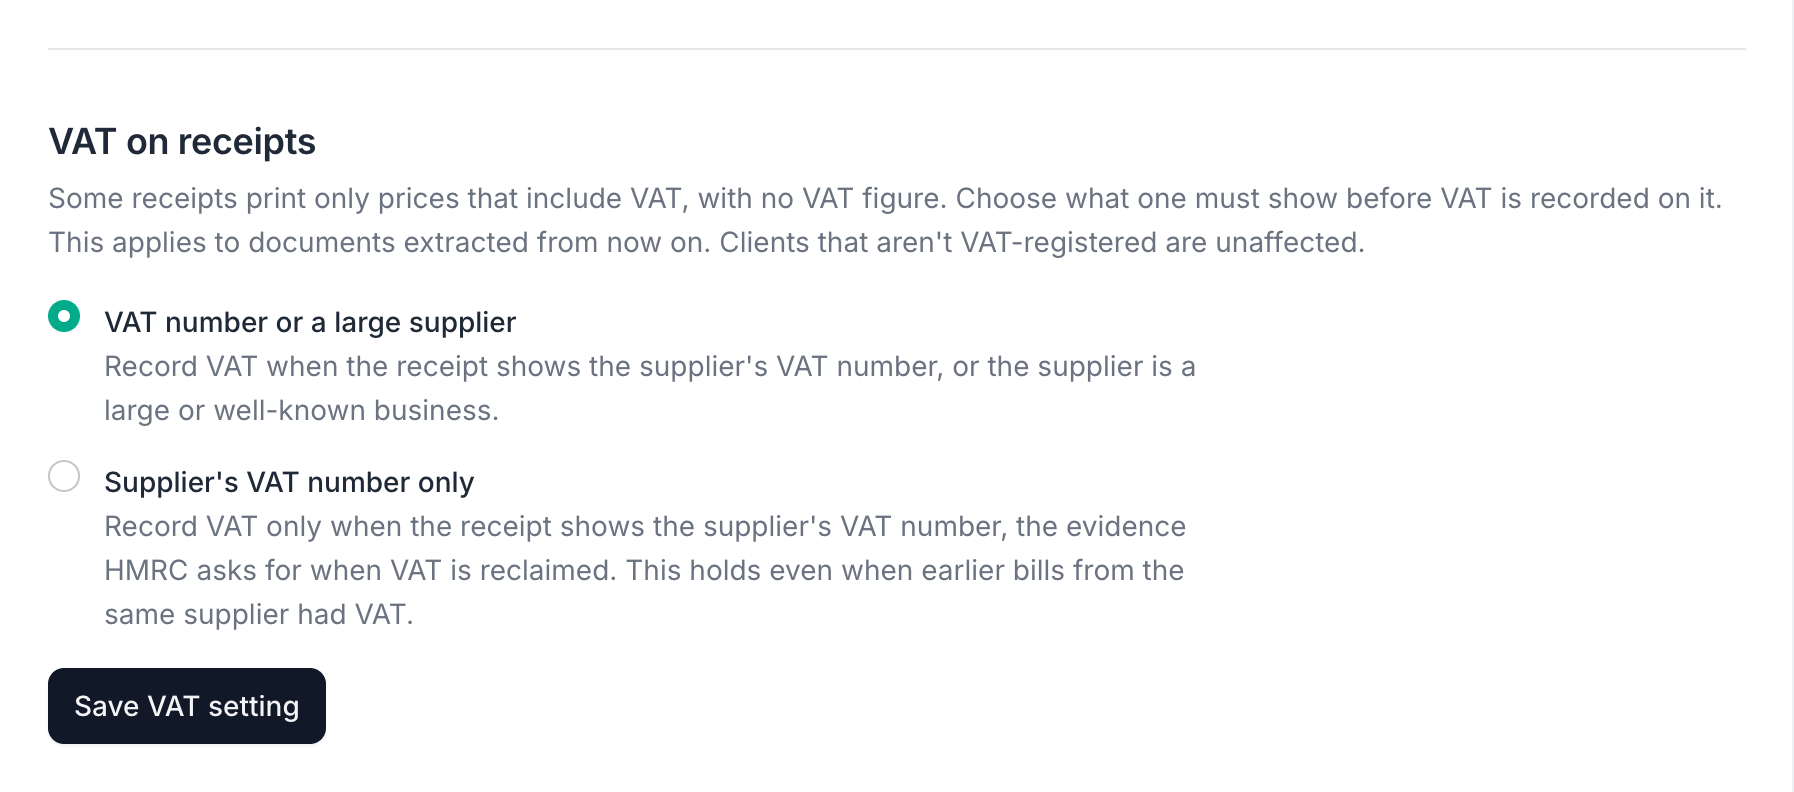 VAT on receipts
Some receipts print only prices that include VAT, with no VAT figure. Choose what one must show before VAT is recorded on it.
This applies to documents extracted from now on. Clients that aren't VAT-registered are unaffected.
VAT number or a large supplier
Record VAT when the receipt shows the supplier's VAT number, or the supplier is a
large or well-known business.
Supplier's VAT number only
Record VAT only when the receipt shows the supplier's VAT number, the evidence
HMRC asks for when VAT is reclaimed. This holds even when earlier bills from the
same supplier had VAT.
Save VAT setting